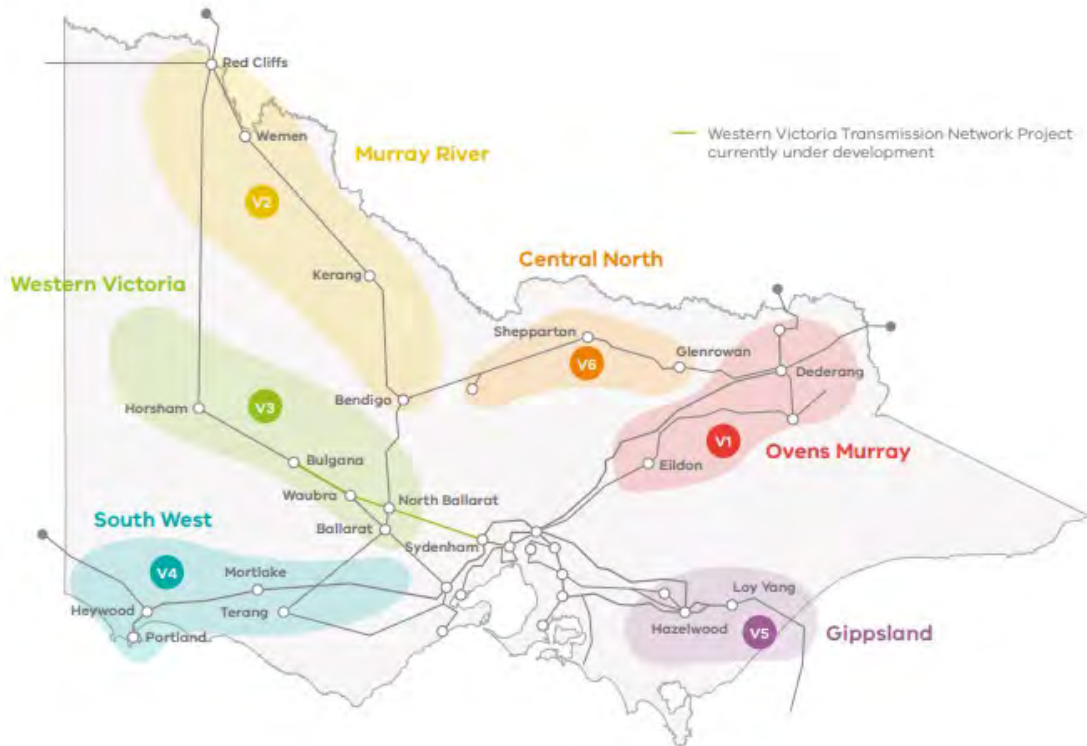 Red Cliffs
Wemen
Murray River
Western Victoria Transmission Network Project
currently under development
V2
Kerang
Central North
Western Victoria
Shepparton
Glenrowan
V6
Dederang
Bendigo
Horsham
V3
V1
Ovens Murray
Eildon
Bulgana
Waubra
North Ballarat
South West
Ballarat
Sydenham
V4
Mortlake
Loy Yang
Heywood
Terang
Hazelwood
V5
Gippsland
Portland